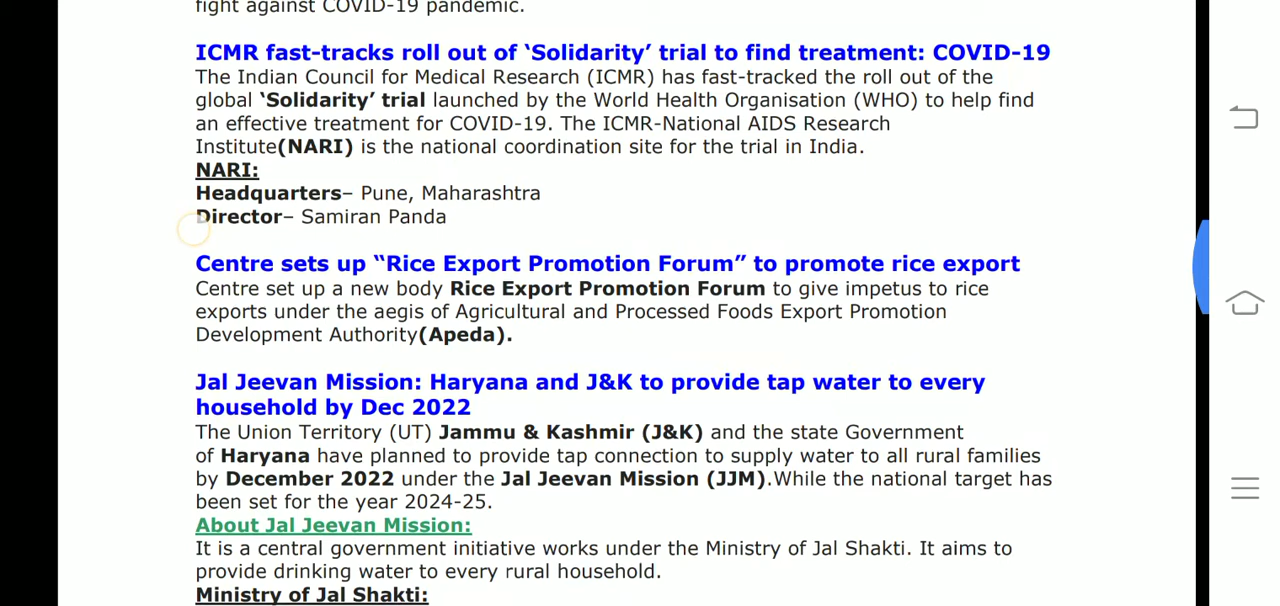 fight against COVID-19 pandemic.
ICMR fast-tracks roll out of ‘Solidarity’ trial to find treatment: COVID-19
The Indian Council for Medical Research (ICMR) has fast-tracked the roll out of the
global ‘Solidarity’ trial launched by the World Health Organisation (WHO) to help find
an effective treatment for COVID-19. The ICMR-National AIDS Research
Institute(NARI) is the national coordination site for the trial in India.
NARI:
Headquarters– Pune, Maharashtra
Director– Samiran Panda
Centre sets up “Rice Export Promotion Forum” to promote rice export
Centre set up a new body Rice Export Promotion Forum to give impetus to rice
exports under the aegis of Agricultural and Processed Foods Export Promotion
Development Authority(Apeda).
Jal Jeevan Mission: Haryana and J&K to provide tap water to every
household by Dec 2022
The Union Territory (UT) Jammu & Kashmir (J&K) and the state Government
of Haryana have planned to provide tap connection to supply water to all rural families
by December 2022 under the Jal Jeevan Mission (JJM).While the national target has
been set for the year 2024-25.
About Jal Jeevan Mission:
It is a central government initiative works under the Ministry of Jal Shakti. It aims to
provide drinking water to every rural household.
Ministry of Jal Shakti: